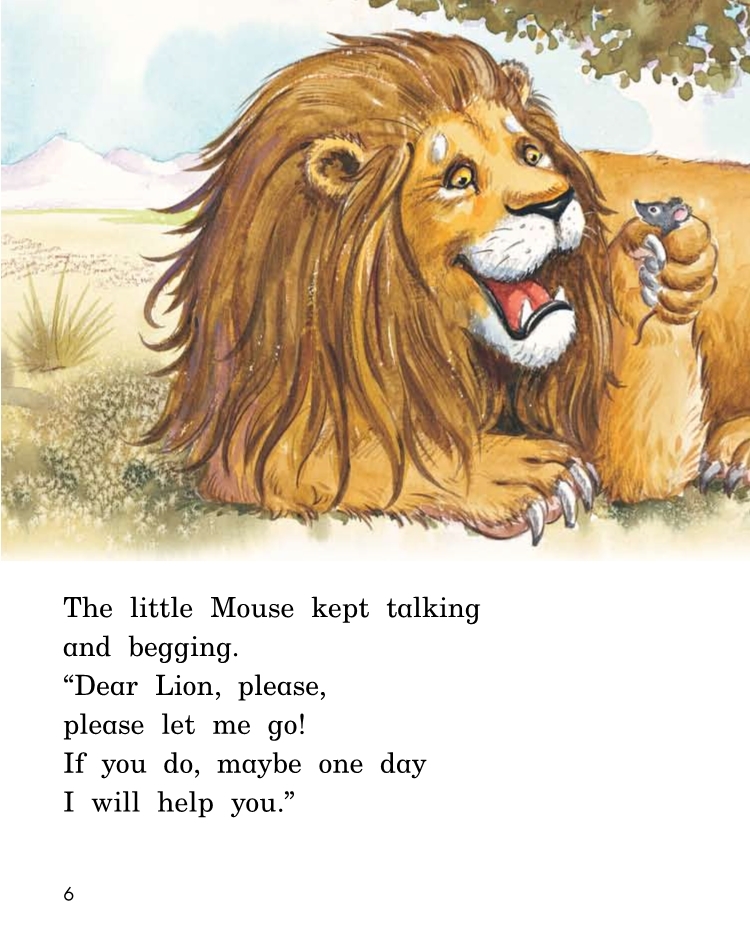 The little Mouse kept talking
and begging.
“Dear Lion, please,
please let me go!
If you do, maybe one day
I will help you.”
6